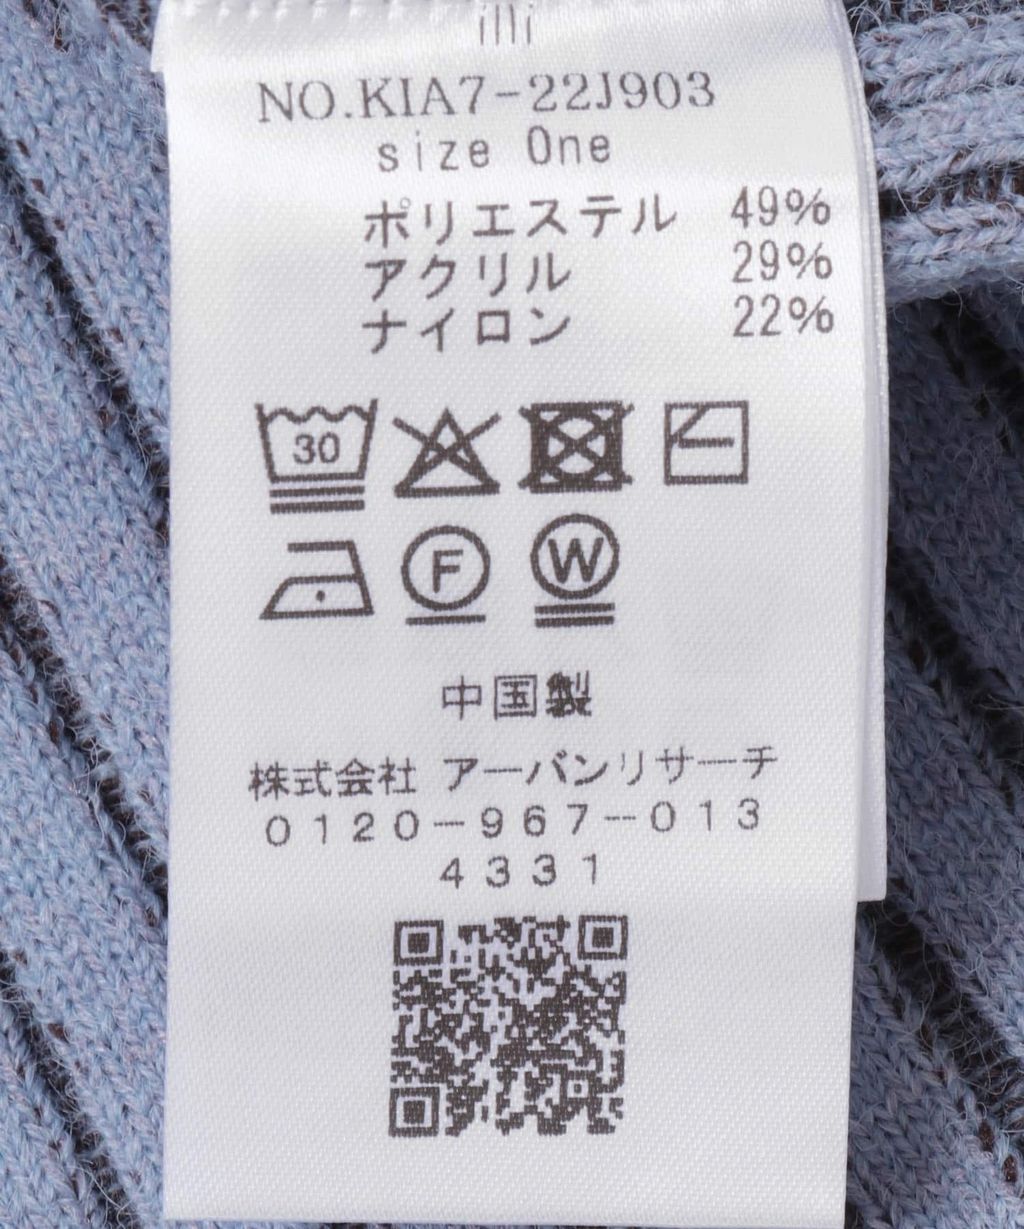 illi
NO.KIA7-22J903
size One
ポリエステル 49%
アクリル 29%
ナイロン 22%
30
F W
中国製
株式会社 アーバンリサーチ
0120-967-013
4331